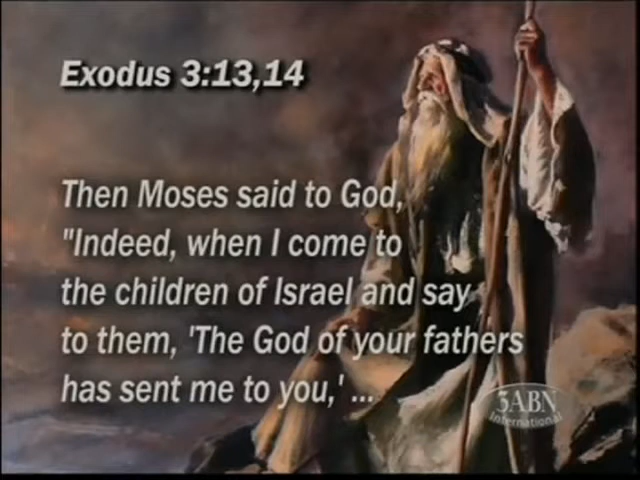 Exodus 3:13,14
Then Moses said to God,
"Indeed, when I come to
the children of Israel and say
to them, 'The God of your fathers
has sent me to you,' ...
3ABN
International